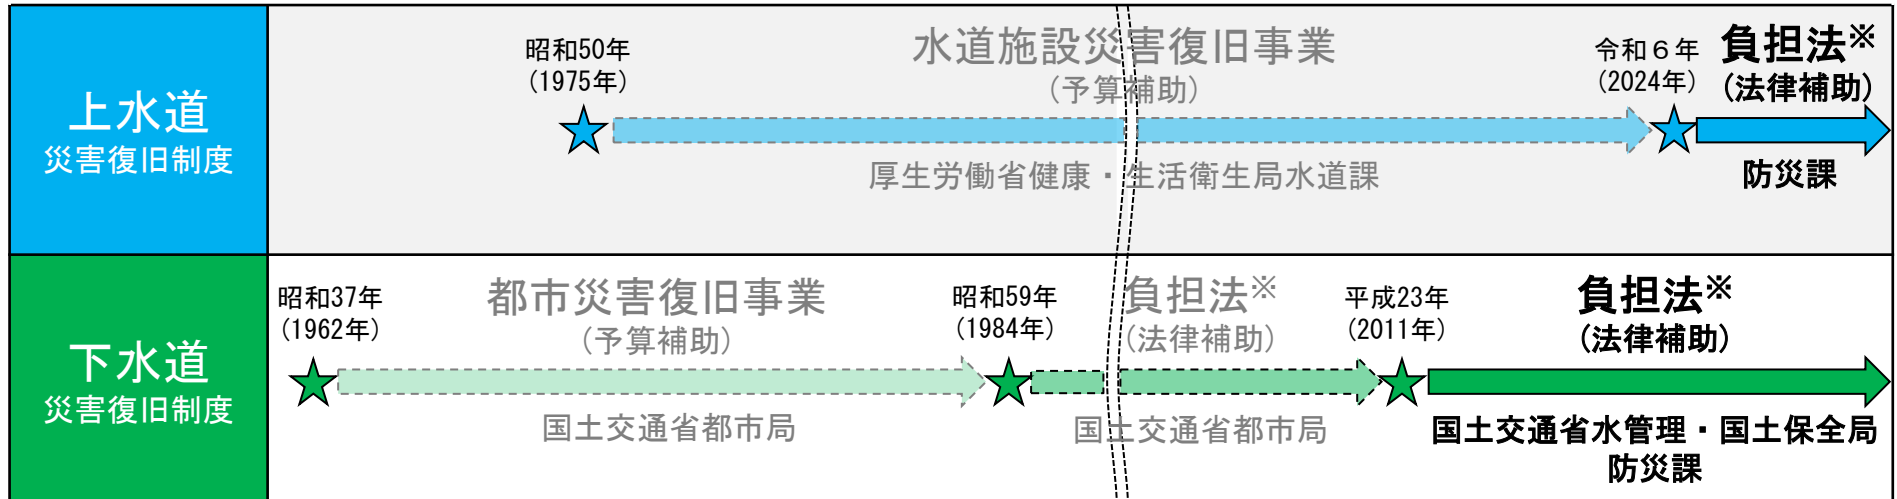 上水道
災害復旧制度
昭和50年
(1975年)
水道施設災害復旧事業
(予算補助)
厚生労働省健康・生活衛生局水道課
令和６年
(2024年)
負担法※
(法律補助)
防災課
下水道
災害復旧制度
昭和37年
(1962年)
都市災害復旧事業
(予算補助)
国土交通省都市局
昭和59年
(1984年)
負担法※
(法律補助)
国土交通省都市局
平成23年
(2011年)
負担法※
(法律補助)
国土交通省水管理・国土保全局
防災課